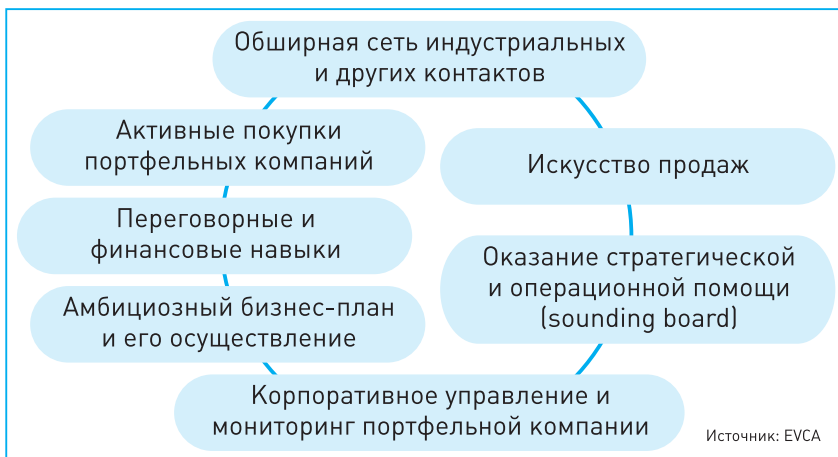 Обширная сеть индустриальных
и других контактов
Активные покупки
портфельных компаний
Искусство продаж
Переговорные и
финансовые навыки
Оказание стратегической
и операционной помощи
(sounding board)
Амбициозный бизнес-план
и его осуществление
Корпоративное управление и
мониторинг портфельной компании
Источник: EVCA